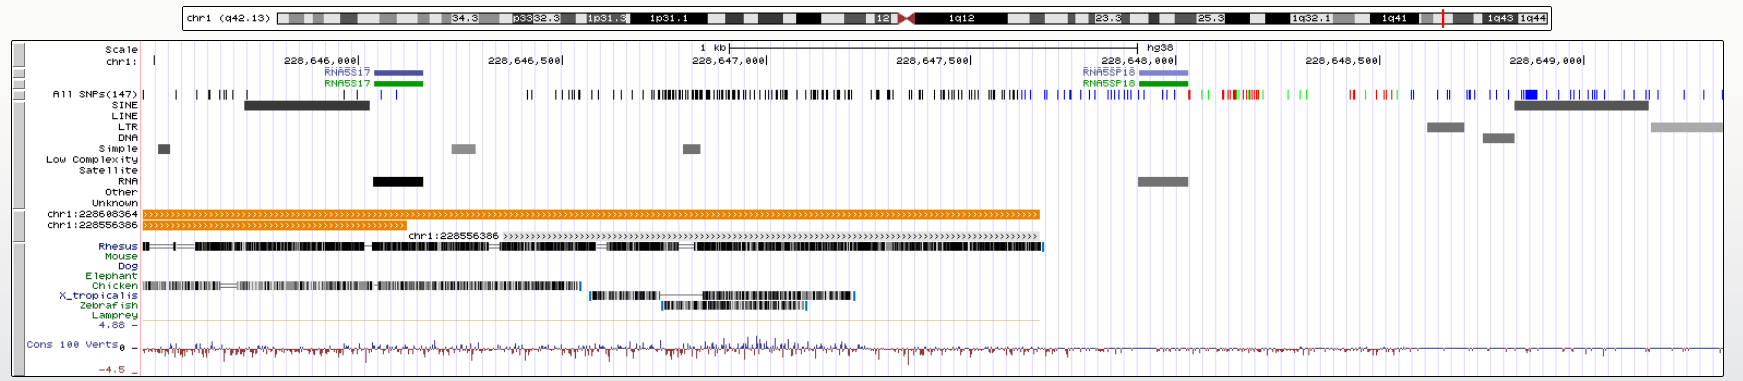 chr1 (q42.13) 34.3 p33 32.3 1p31.3 1p31.1 12 1q12 23.3 25.3 1q32.1 1q41 1q43 1q44
Scale 1 kb hg38
chr1: 228,646,000 228,646,500 228,647,000 228,647,500 228,648,000 228,648,500 228,649,000
RNA5S17 RNA5SP18
RNA5S17 RNA5SP18
All SNPs(147)
SINE
LINE
LTR
DNA
Simple
Low Complexity
Satellite
RNA
Other
Unknown
chr1:228608364
chr1:228556386
chr1:228556386
Rhesus
Mouse
Dog
Elephant
Chicken
X_tropicalis
Zebrafish
Lamprey
4.88 -
Cons 100 Verts 0 -
-4.5 _